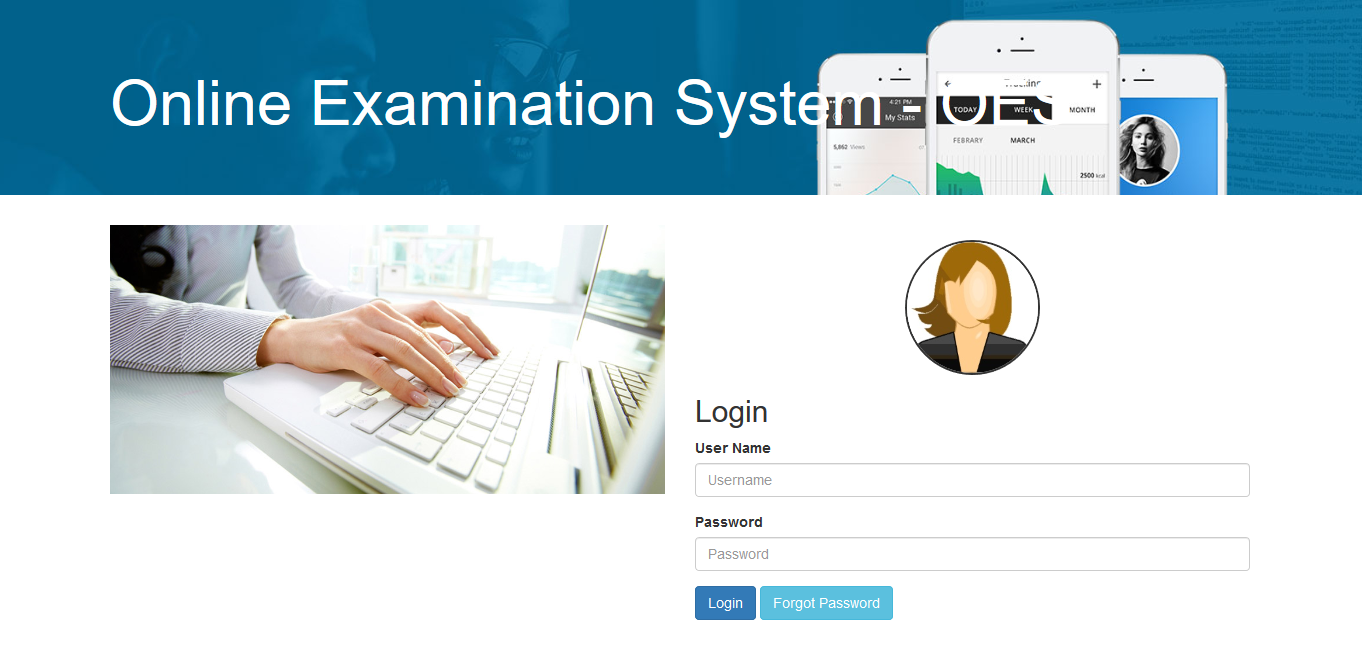 Online Examination System - OES
Tracking
4:21 PM
My Stats
TODAY
WEEK
MONTH
5,862 Views
FEBRARY
MARCH
2500 kcal
Login
User Name
Username
Password
Password
Login
Forgot Password